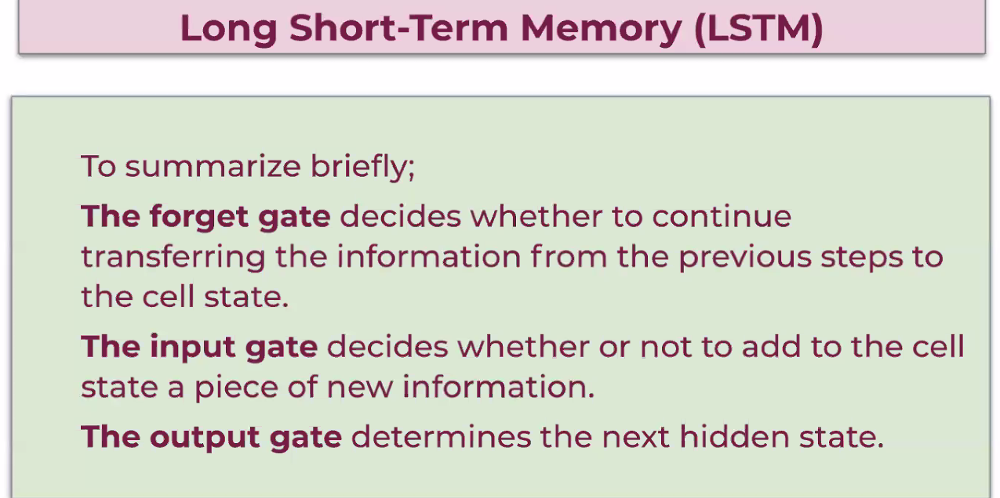 Long Short-Term Memory (LSTM)
To summarize briefly;
The forget gate decides whether to continue
transferring the information from the previous steps to
the cell state.
The input gate decides whether or not to add to the cell
state a piece of new information.
The output gate determines the next hidden state.